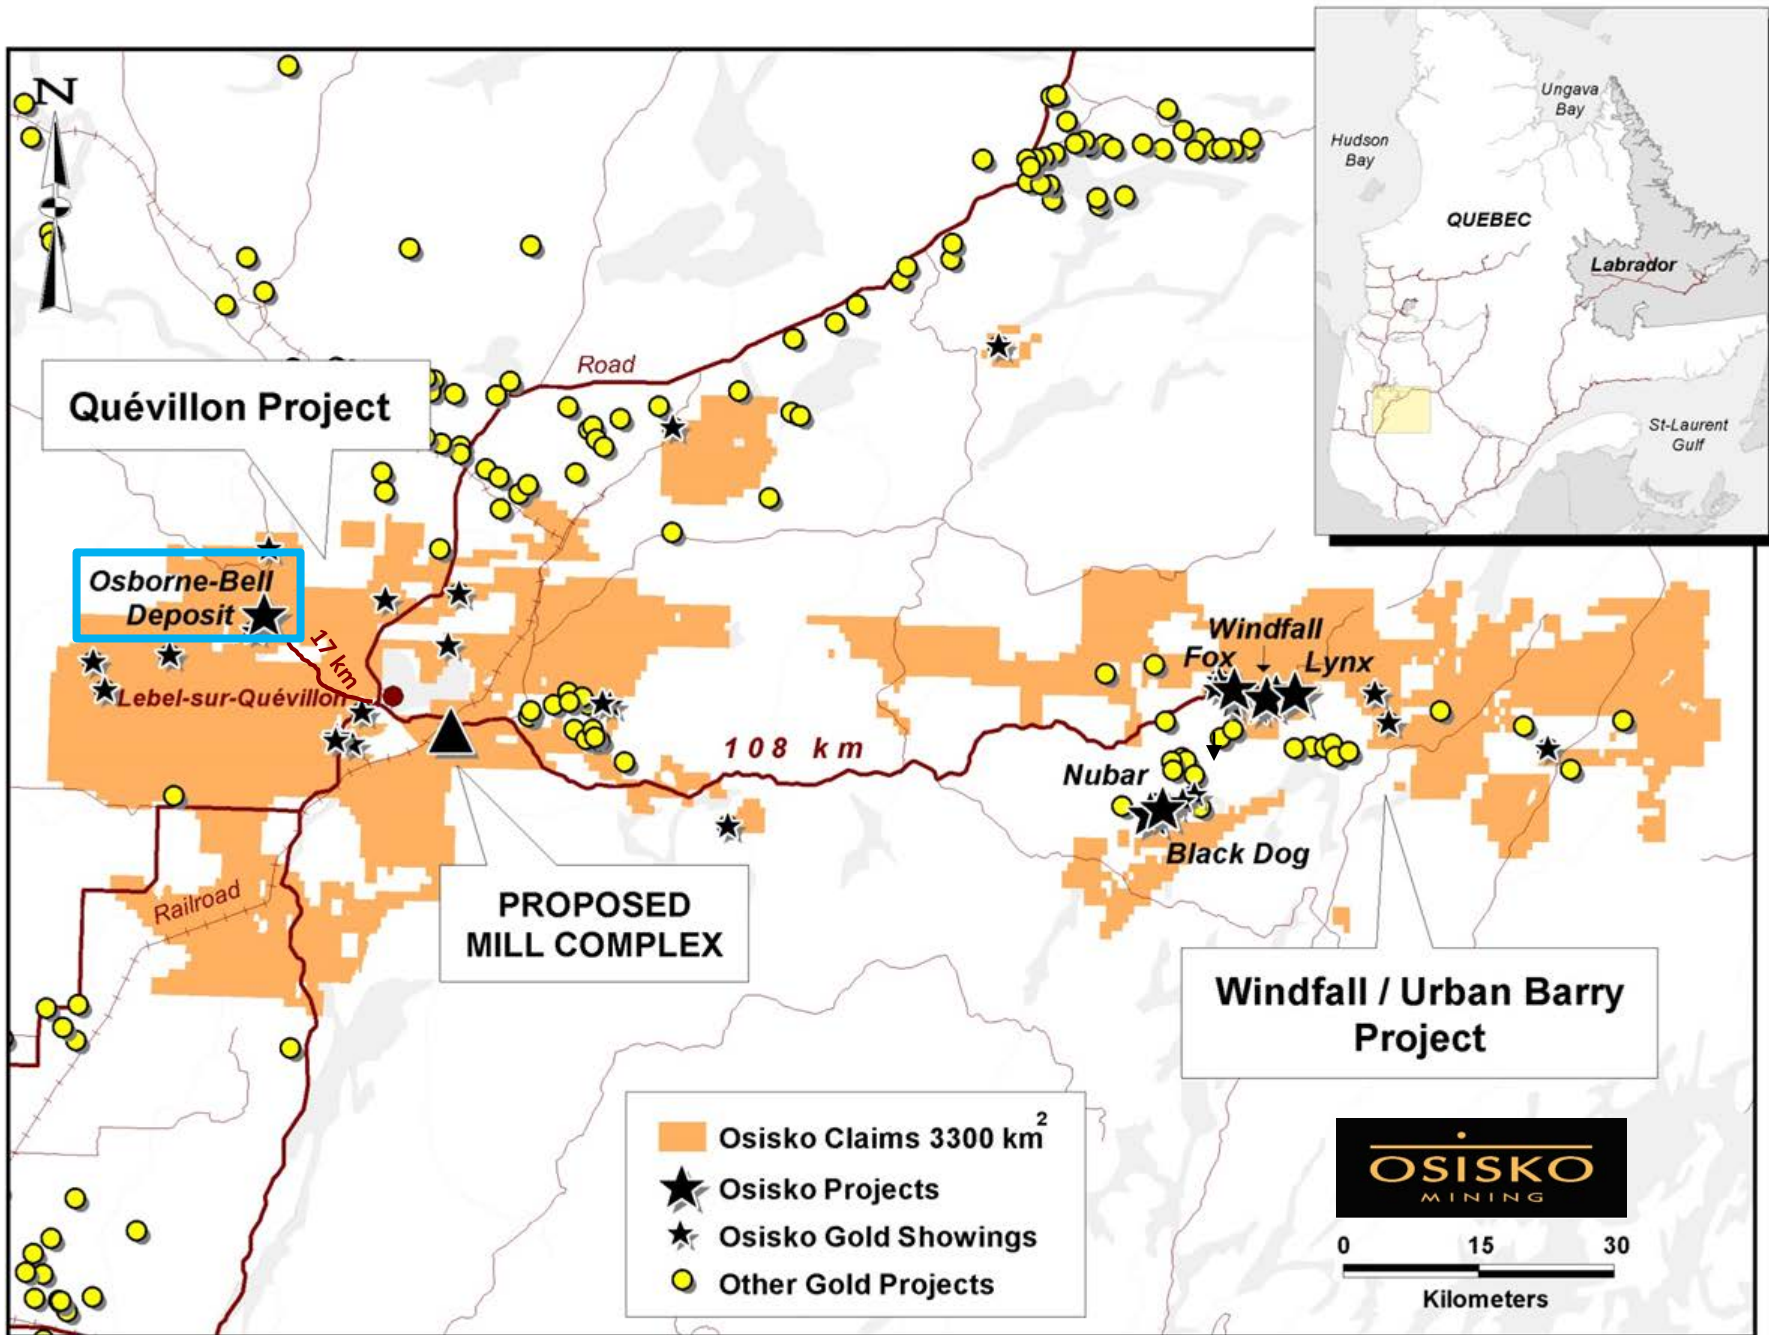 N
Ungava
Bay
Hudson
Bay
QUEBEC
Labrador
St-Laurent
Gulf
Road
Quévillon Project
Osborne-Bell
Deposit
17 km
Lebel-sur-Quévillon
108 km
Windfall
Fox
Lynx
Nubar
Black Dog
PROPOSED
MILL COMPLEX
Railroad
Windfall / Urban Barry
Project
Osisko Claims 3300 km²
Osisko Projects
Osisko Gold Showings
Other Gold Projects
OSISKO
MINING
0 15 30
Kilometers